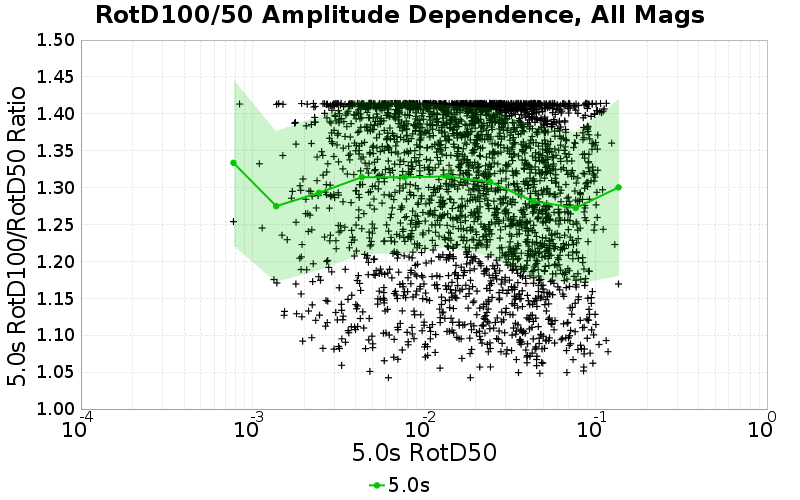 RotD100/50 Amplitude Dependence, All Mags
5.0s RotD100/RotD50 Ratio
1.50
1.45
1.40
1.35
1.30
1.25
1.20
1.15
1.10
1.05
1.00
10^-4 10^-3 10^-2 10^-1 10^0
5.0s RotD50
5.0s